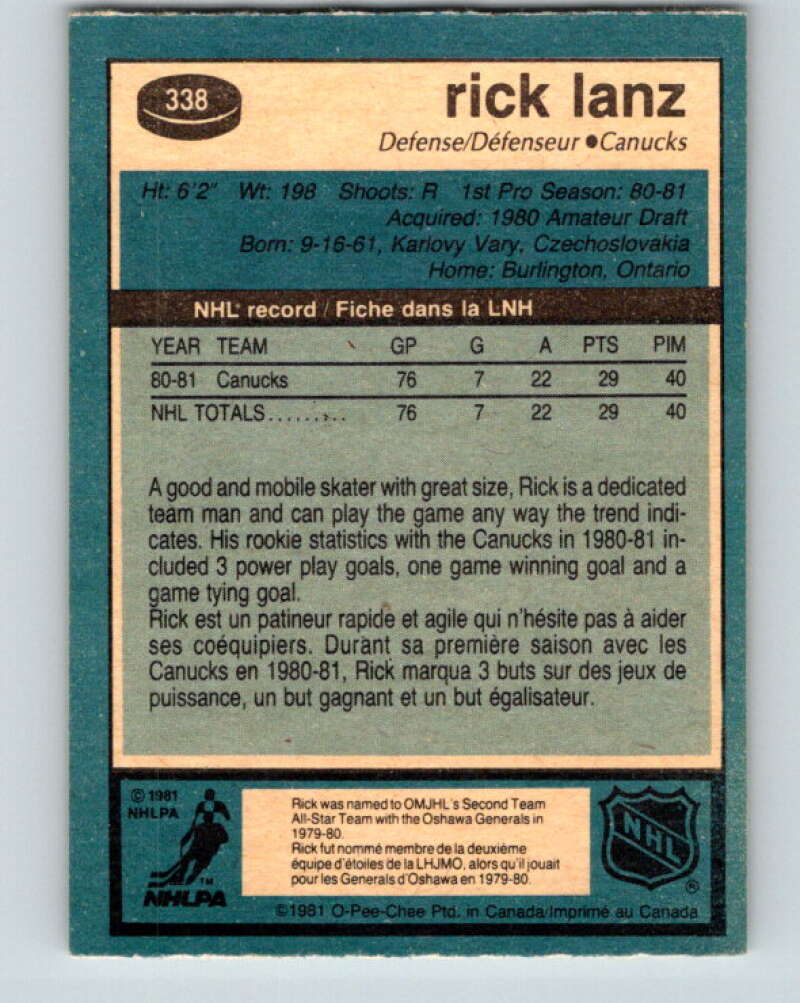 338
rick lanz
Defense/Défenseur ●Canucks
Ht: 6'2" Wt: 198 Shoots: R 1st Pro Season: 80-81
Acquired: 1980 Amateur Draft
Born: 9-16-61, Karlovy Vary, Czechoslovakia
Home: Burlington, Ontario
NHL record / Fiche dans la LNH
YEAR TEAM GP G A PTS PIM
80-81 Canucks 76 7 22 29 40
NHL TOTALS......... 76 7 22 29 40
A good and mobile skater with great size, Rick is a dedicated
team man and can play the game any way the trend indi-
cates. His rookie statistics with the Canucks in 1980-81 in-
cluded 3 power play goals, one game winning goal and a
game tying goal.
Rick est un patineur rapide et agile qui n'hésite pas à aider
ses coéquipiers. Durant sa première saison avec les
Canucks en 1980-81, Rick marqua 3 buts sur des jeux de
puissance, un but gagnant et un but égalisateur.
© 1981
NHLPA
TM
NHLPA
Rick was named to OMJHL's Second Team
All-Star Team with the Oshawa Generals in
1979-80.
Rick fut nommé membre de la deuxième
équipe d'étoiles de la LHJMO, alors qu'il jouait
pour les Generals d'Oshawa en 1979-80.
NHL
®
©1981 O-Pee-Chee Ptd. in Canada/Imprimé au Canada